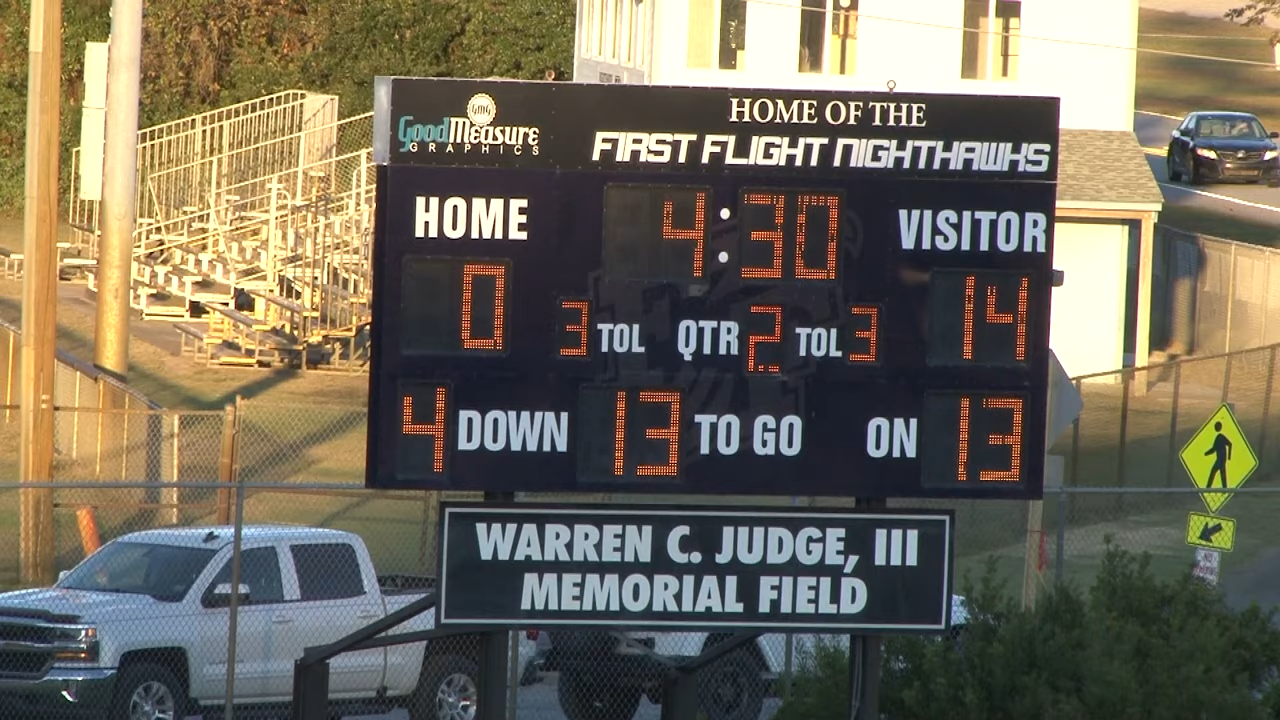 GMG
GoodMeasure
GRAPHICS
HOME OF THE
FIRST FLIGHT NIGHTHAWKS
HOME 4:30 VISITOR
0 3 TOL QTR 2 TOL 3 14
4 DOWN 13 TO GO ON 13
WARREN C. JUDGE, III
MEMORIAL FIELD